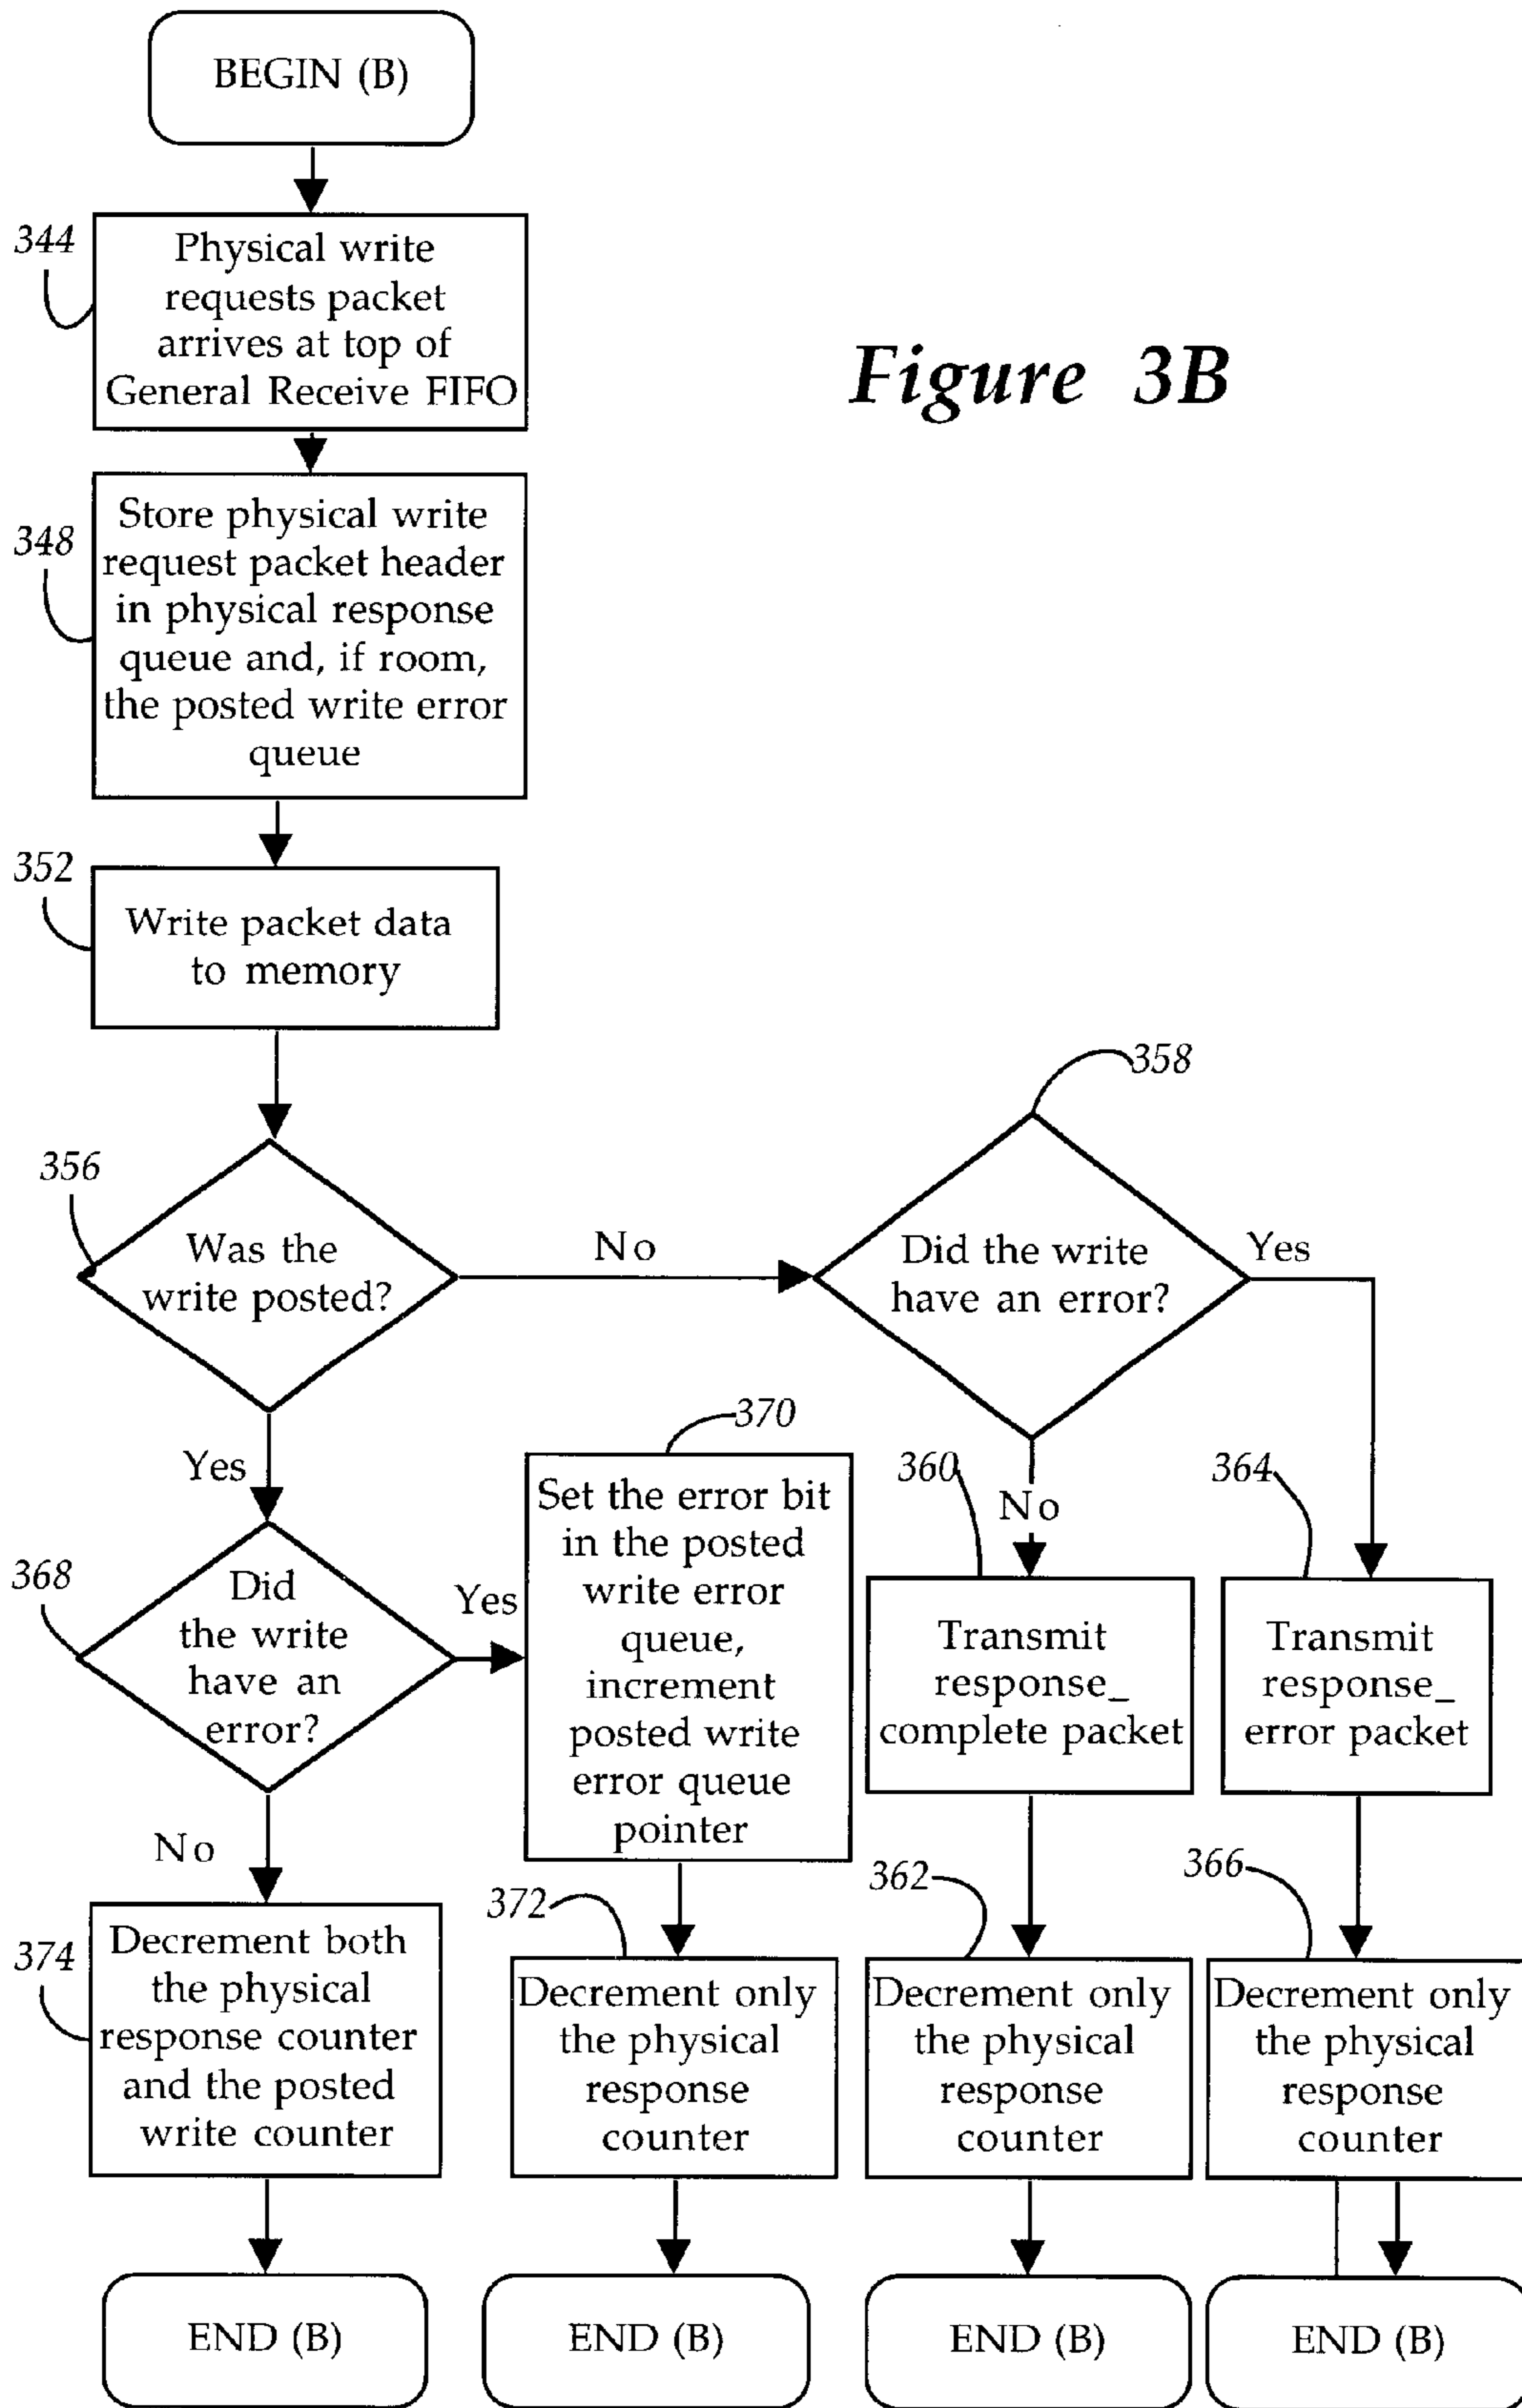 BEGIN (B)
344
Physical write
requests packet
arrives at top of
General Receive FIFO
Figure 3B
348
Store physical write
request packet header
in physical response
queue and, if room,
the posted write error
queue
352
Write packet data
to memory
356
Was the
write posted?
No
358
Did the write
have an error?
Yes
Yes
No
368
Did
the write
have an
error?
Yes
370
Set the error bit
in the posted
write error
queue,
increment
posted write
error queue
pointer
360
Transmit
response_
complete packet
364
Transmit
response_
error packet
No
374
Decrement both
the physical
response counter
and the posted
write counter
372
Decrement only
the physical
response
counter
362
Decrement only
the physical
response
counter
366
Decrement only
the physical
response
counter
END (B)
END (B)
END (B)
END (B)